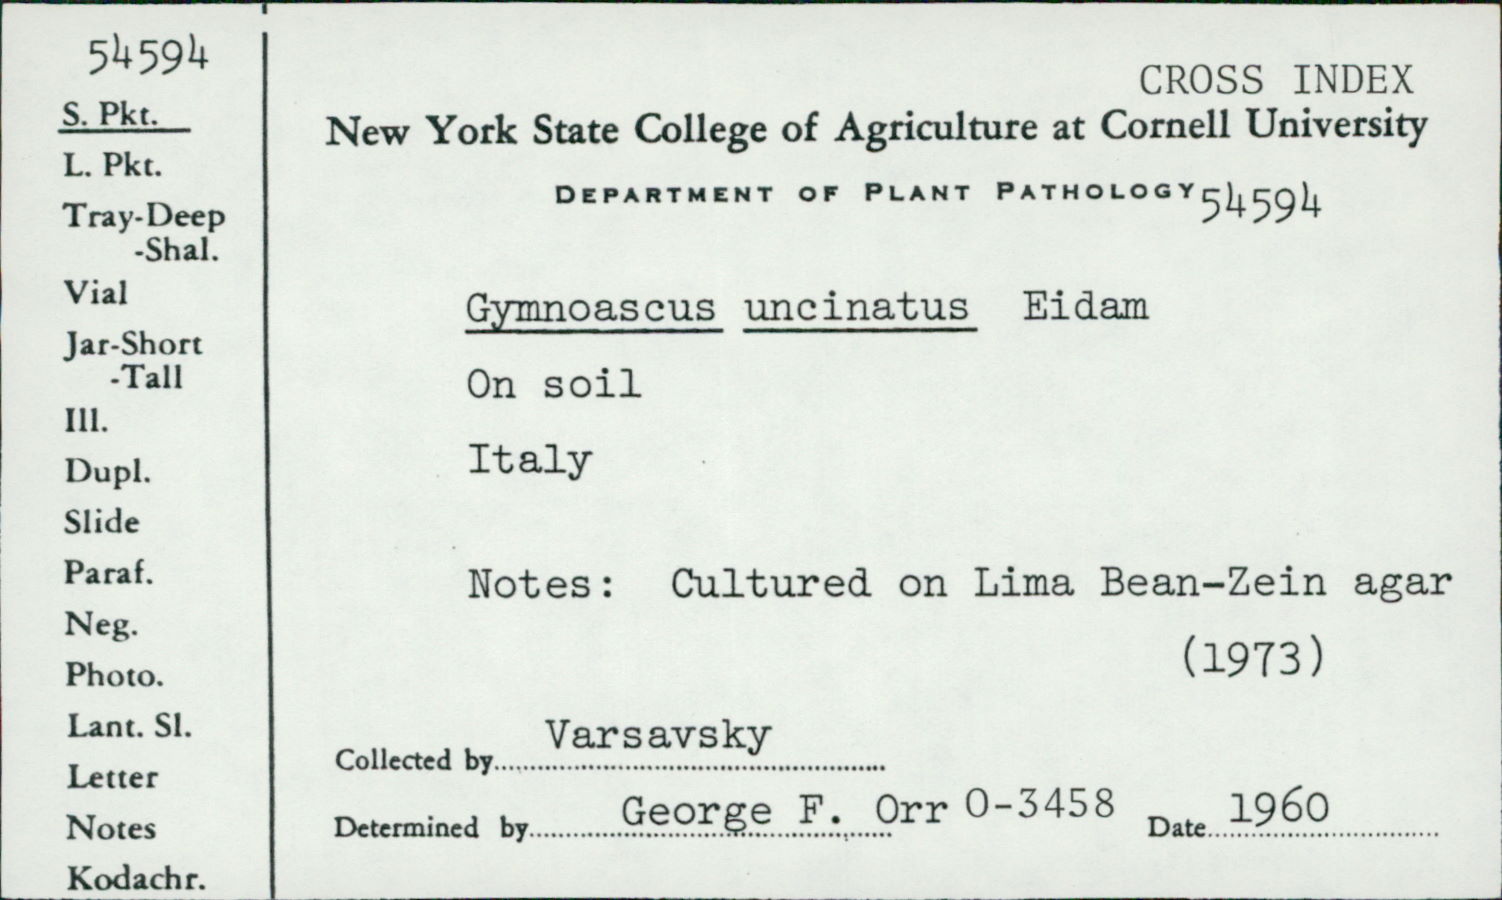 54594
S. Pkt.
L. Pkt.
Tray-Deep
-Shal.
Vial
Jar-Short
-Tall
Ill.
Dupl.
Slide
Paraf.
Neg.
Photo.
Lant. Sl.
Letter
Notes
Kodachr.
CROSS INDEX
New York State College of Agriculture at Cornell University
DEPARTMENT OF PLANT PATHOLOGY 54594
Gymnoascus uncinatus Eidam
On soil
Italy
Notes: Cultured on Lima Bean-Zein agar
(1973)
Collected by Varsavsky
Determined by George F. Orr O-3458 Date 1960